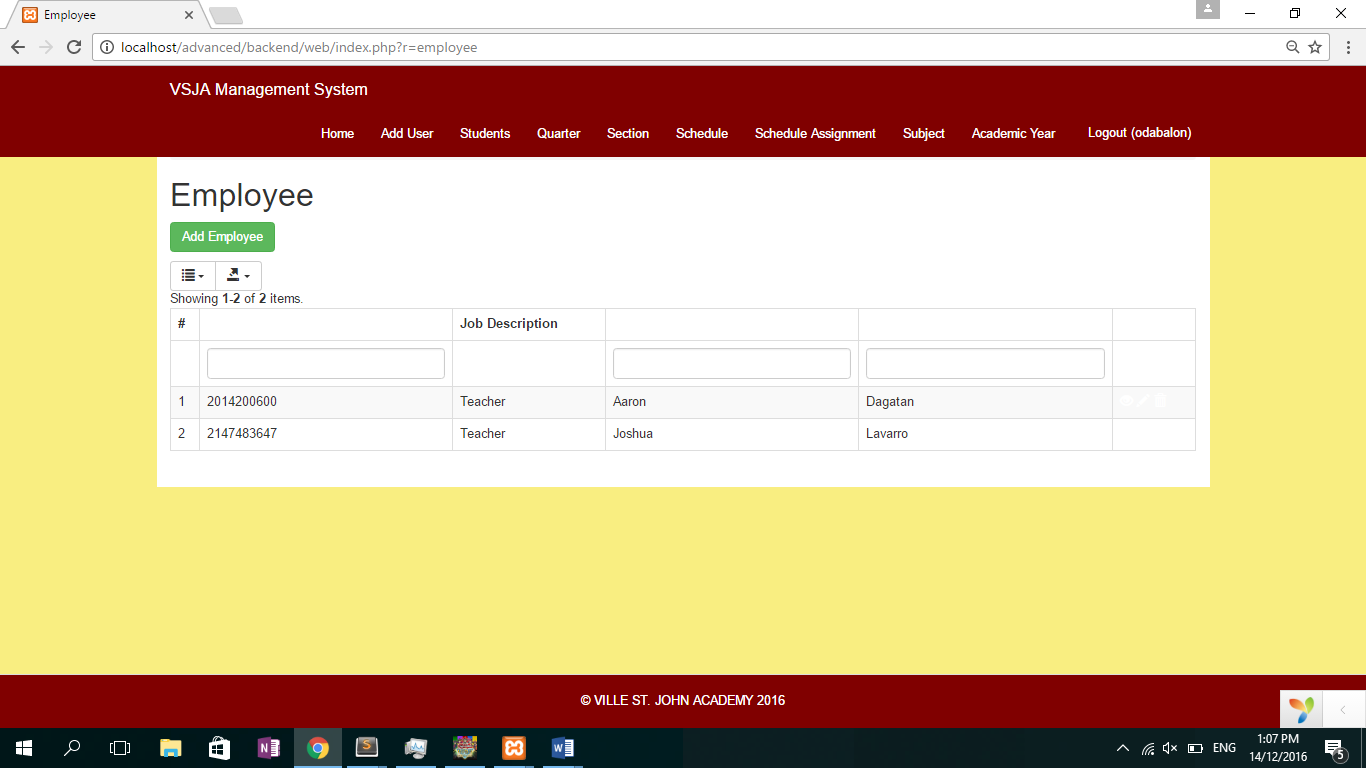 Employee
localhost/advanced/backend/web/index.php?r=employee
VSJA Management System
Home Add User Students Quarter Section Schedule Schedule Assignment Subject Academic Year Logout (odabalon)
Employee
Add Employee
Showing 1-2 of 2 items.
# Job Description
1 2014200600 Teacher Aaron Dagatan
2 2147483647 Teacher Joshua Lavarro
© VILLE ST. JOHN ACADEMY 2016
ENG
1:07 PM
14/12/2016
5